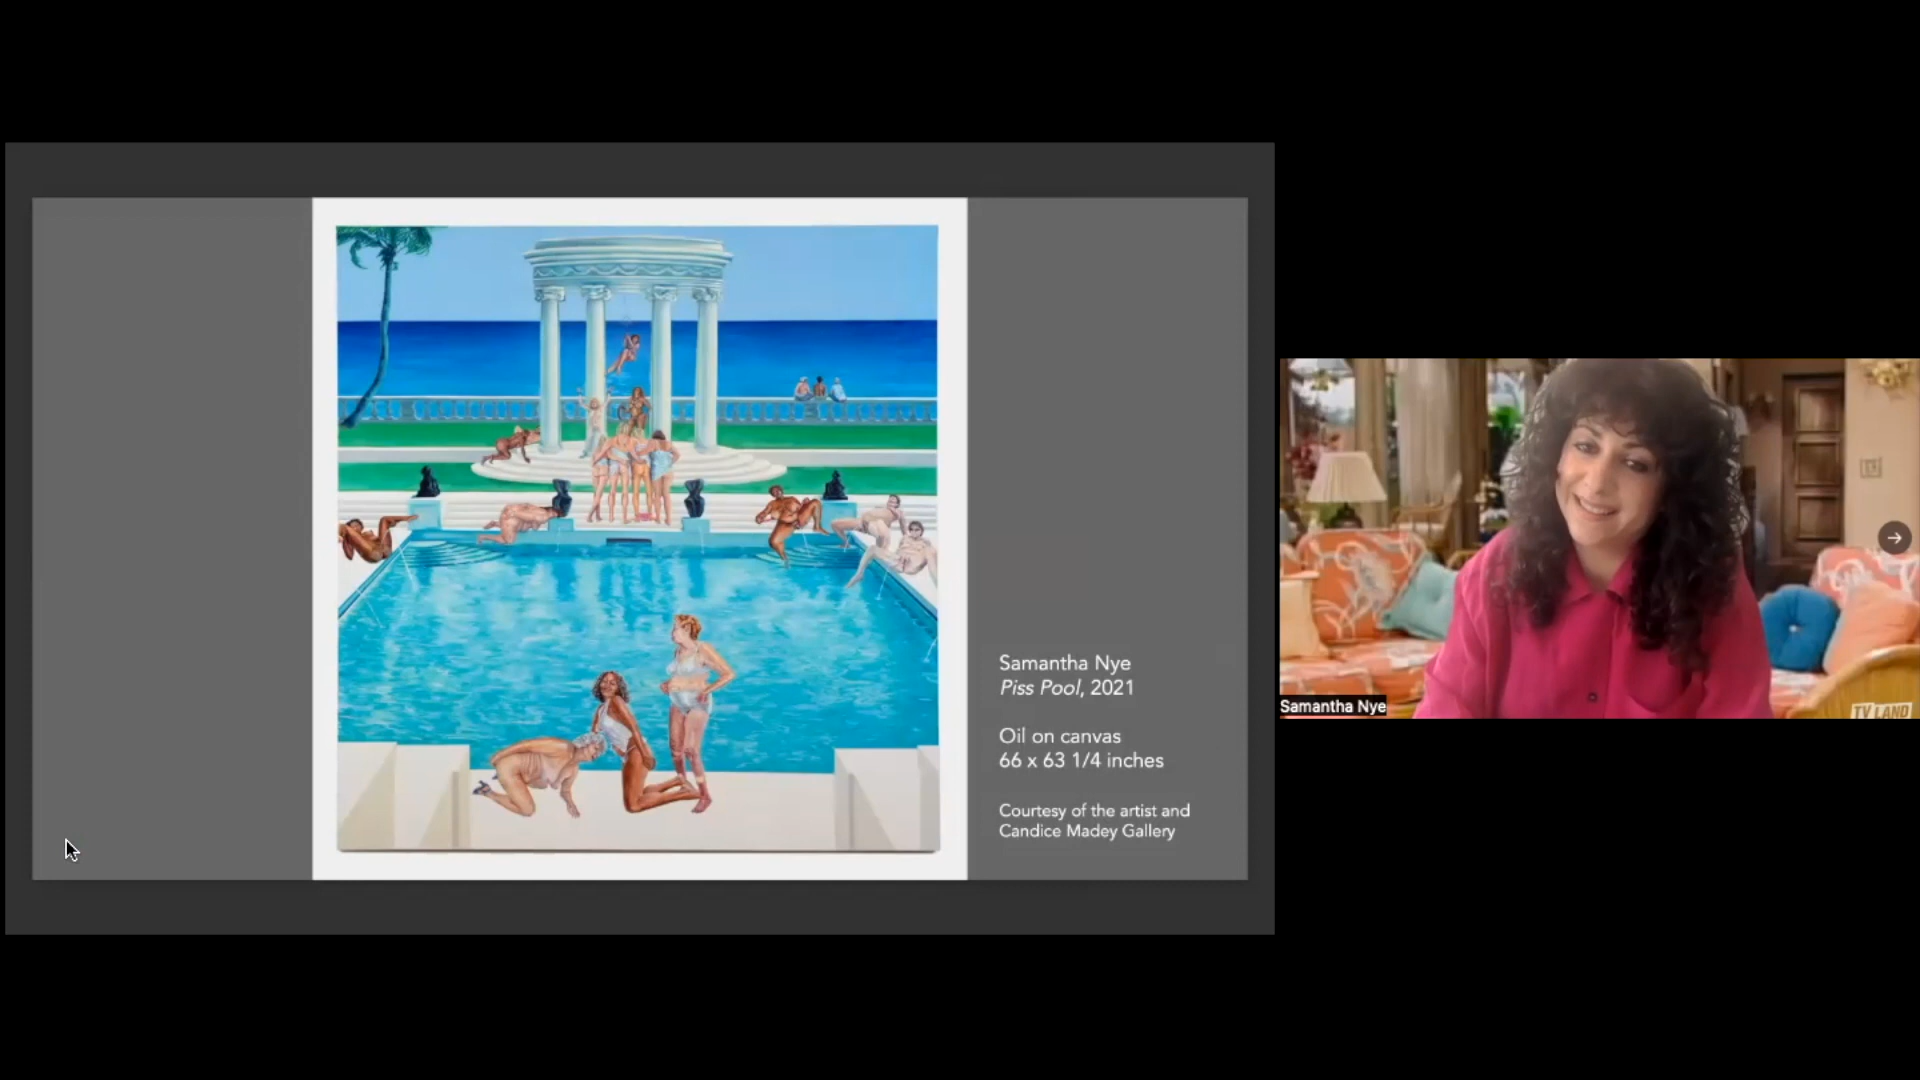 Samantha Nye
Piss Pool, 2021
Oil on canvas
66 x 63 1/4 inches
Courtesy of the artist and
Candice Madey Gallery
Samantha Nye
TV LAND